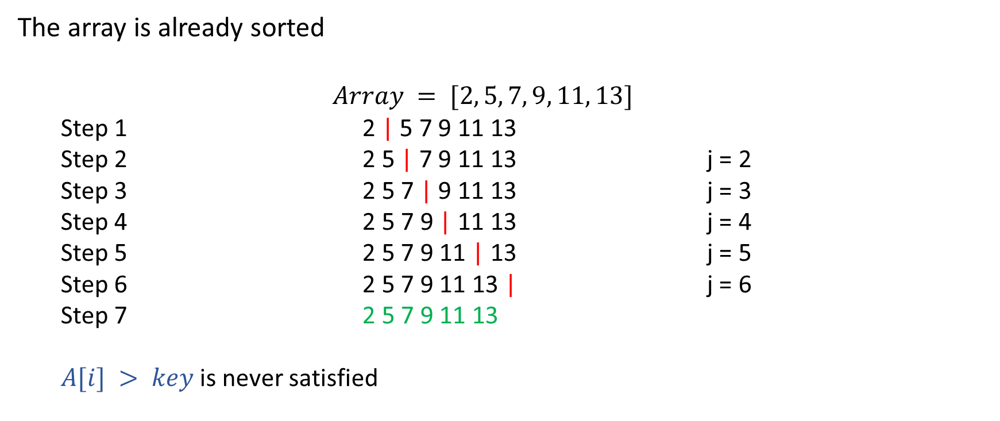 The array is already sorted
Array = [2, 5, 7, 9, 11, 13]
Step 1 2 | 5 7 9 11 13
Step 2 2 5 | 7 9 11 13 j = 2
Step 3 2 5 7 | 9 11 13 j = 3
Step 4 2 5 7 9 | 11 13 j = 4
Step 5 2 5 7 9 11 | 13 j = 5
Step 6 2 5 7 9 11 13 | j = 6
Step 7 2 5 7 9 11 13
A[i] > key is never satisfied